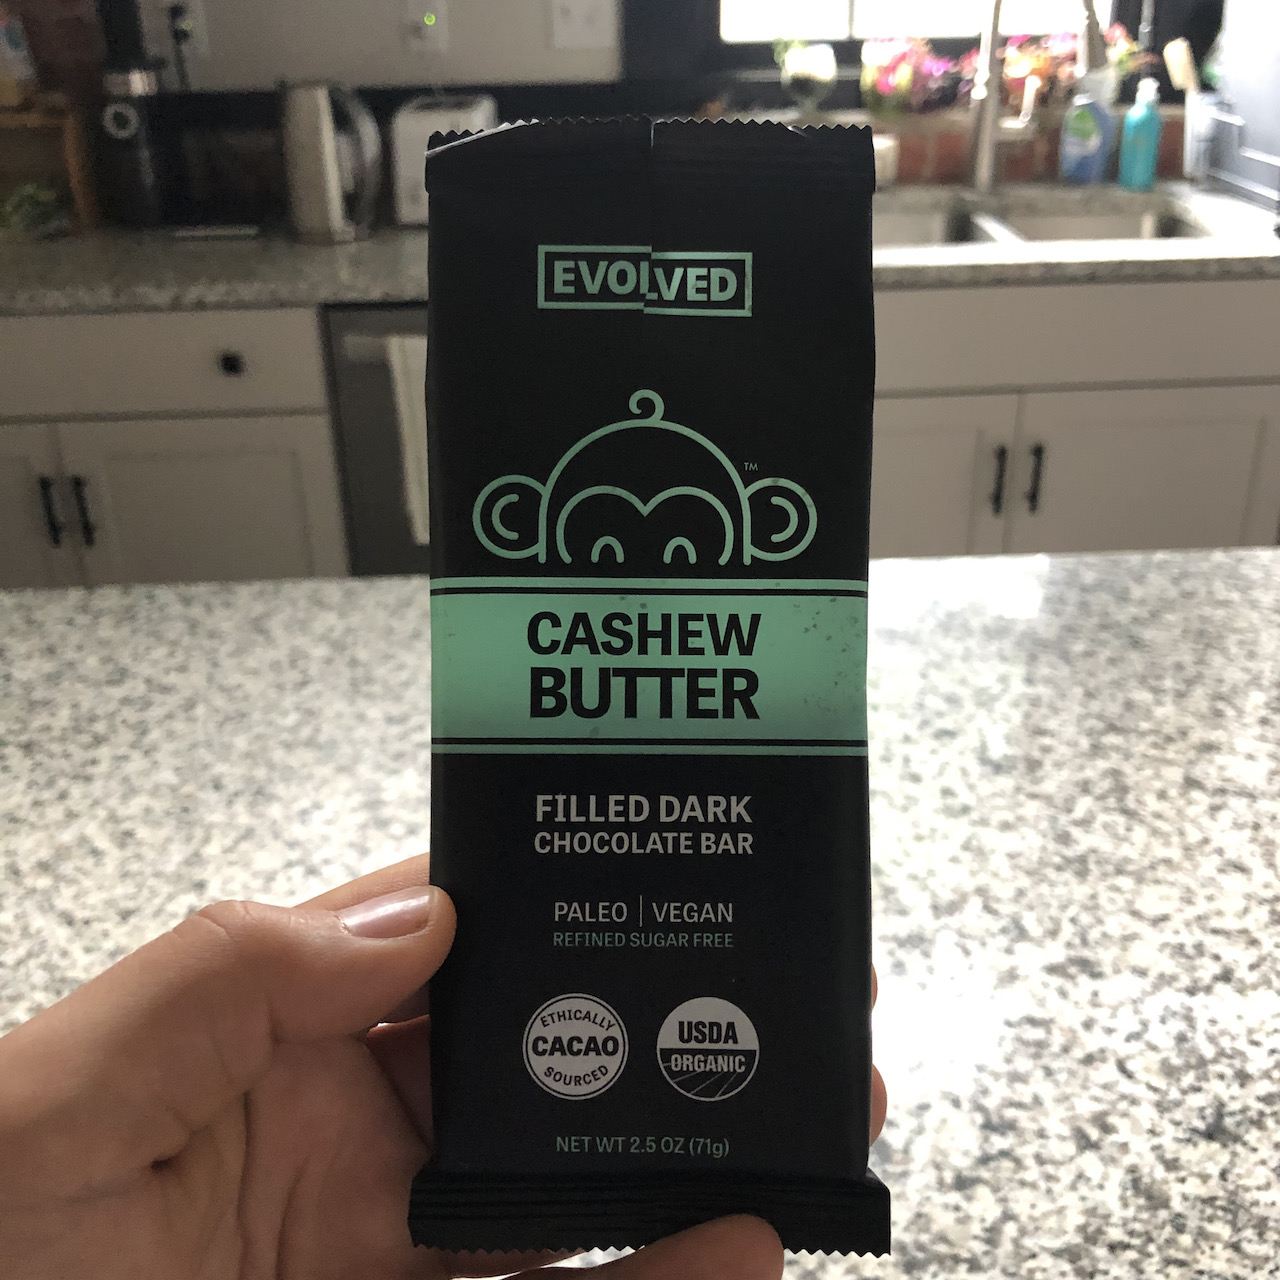 EVOLVED
TM
CASHEW
BUTTER
FILLED DARK
CHOCOLATE BAR
PALEO | VEGAN
REFINED SUGAR FREE
ETHICALLY
CACAO
SOURCED
USDA
ORGANIC
NET WT 2.5 OZ (71g)